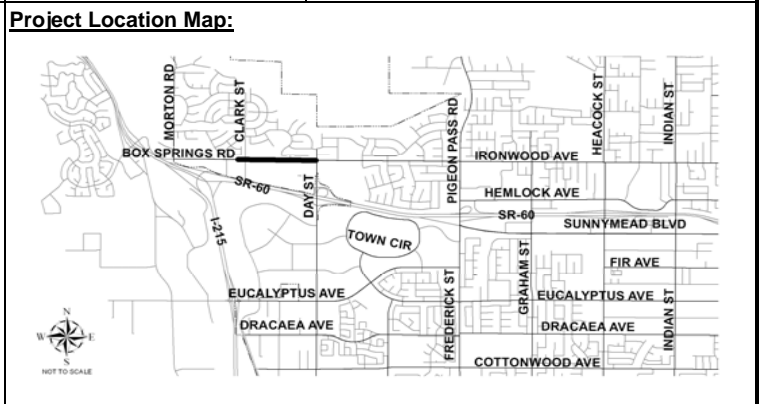 Project Location Map:
MORTON RD
CLARK ST
PIGEON PASS RD
HEACOCK ST
INDIAN ST
BOX SPRINGS RD
IRONWOOD AVE
SR-60
DAY ST
HEMLOCK AVE
SR-60
SUNNYMEAD BLVD
I-215
TOWN CIR
GRAHAM ST
FIR AVE
EUCALYPTUS AVE
EUCALYPTUS AVE
FREDERICK ST
INDIAN ST
DRACAEA AVE
DRACAEA AVE
COTTONWOOD AVE
N
W
E
S
NOT TO SCALE